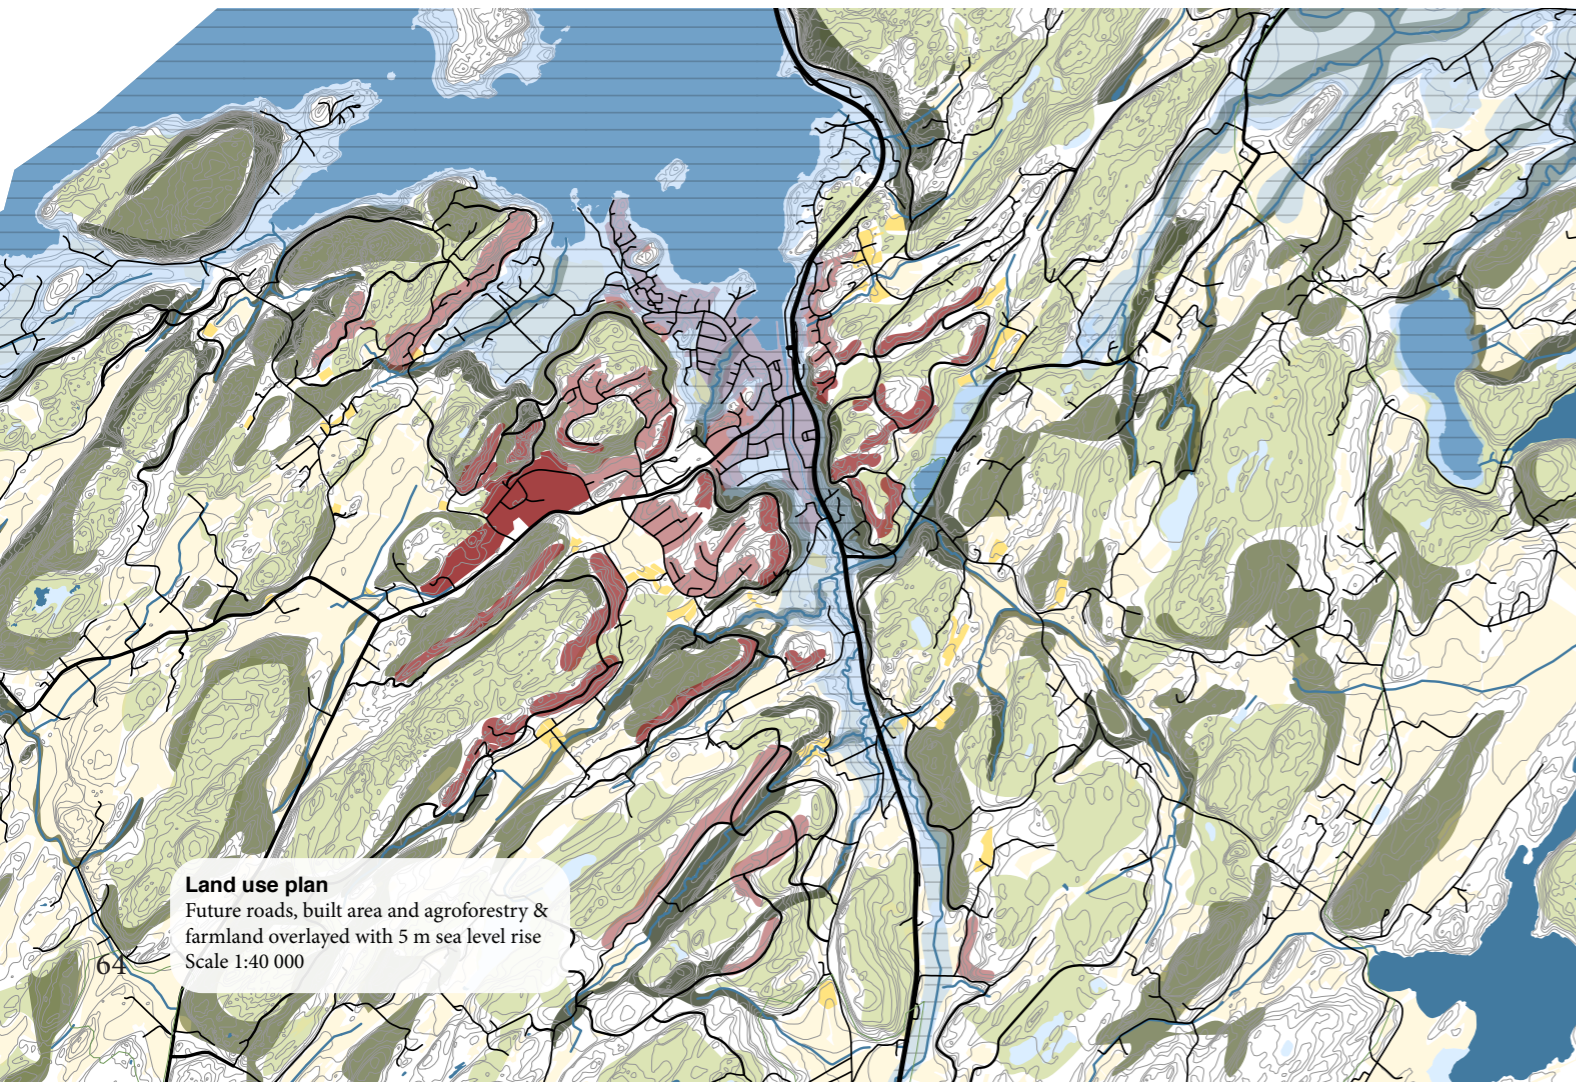 Land use plan
Future roads, built area and agroforestry &
farmland overlayed with 5 m sea level rise
Scale 1:40 000
64